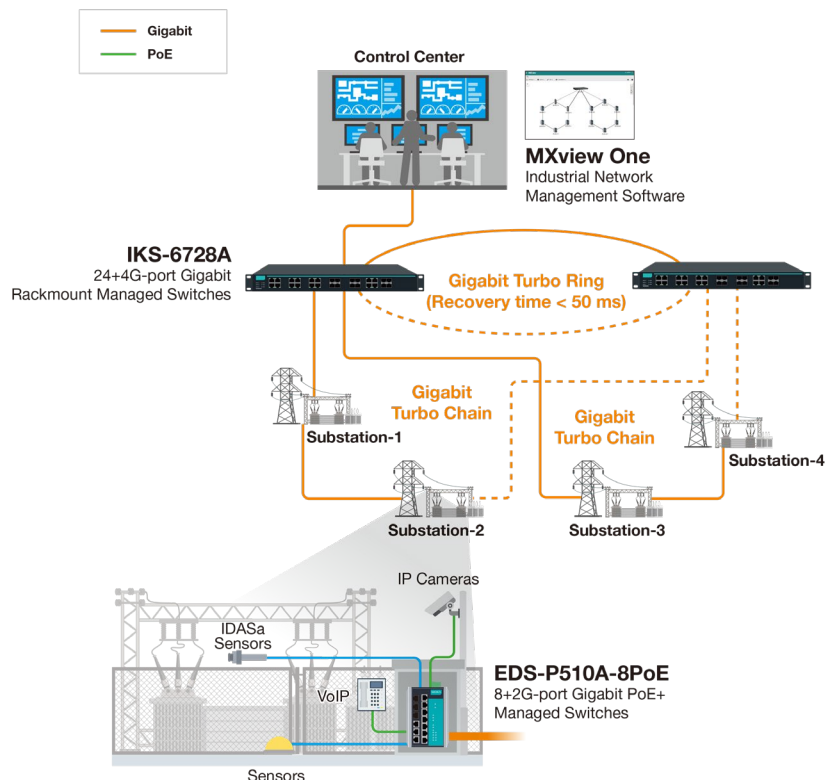 Gigabit
PoE
Control Center
MXview One
Industrial Network
Management Software
IKS-6728A
24+4G-port Gigabit
Rackmount Managed Switches
Gigabit Turbo Ring
(Recovery time < 50 ms)
Gigabit
Turbo Chain
Gigabit
Turbo Chain
Substation-1
Substation-4
Substation-2
Substation-3
IP Cameras
IDASa
Sensors
VoIP
EDS-P510A-8PoE
8+2G-port Gigabit PoE+
Managed Switches
Sensors